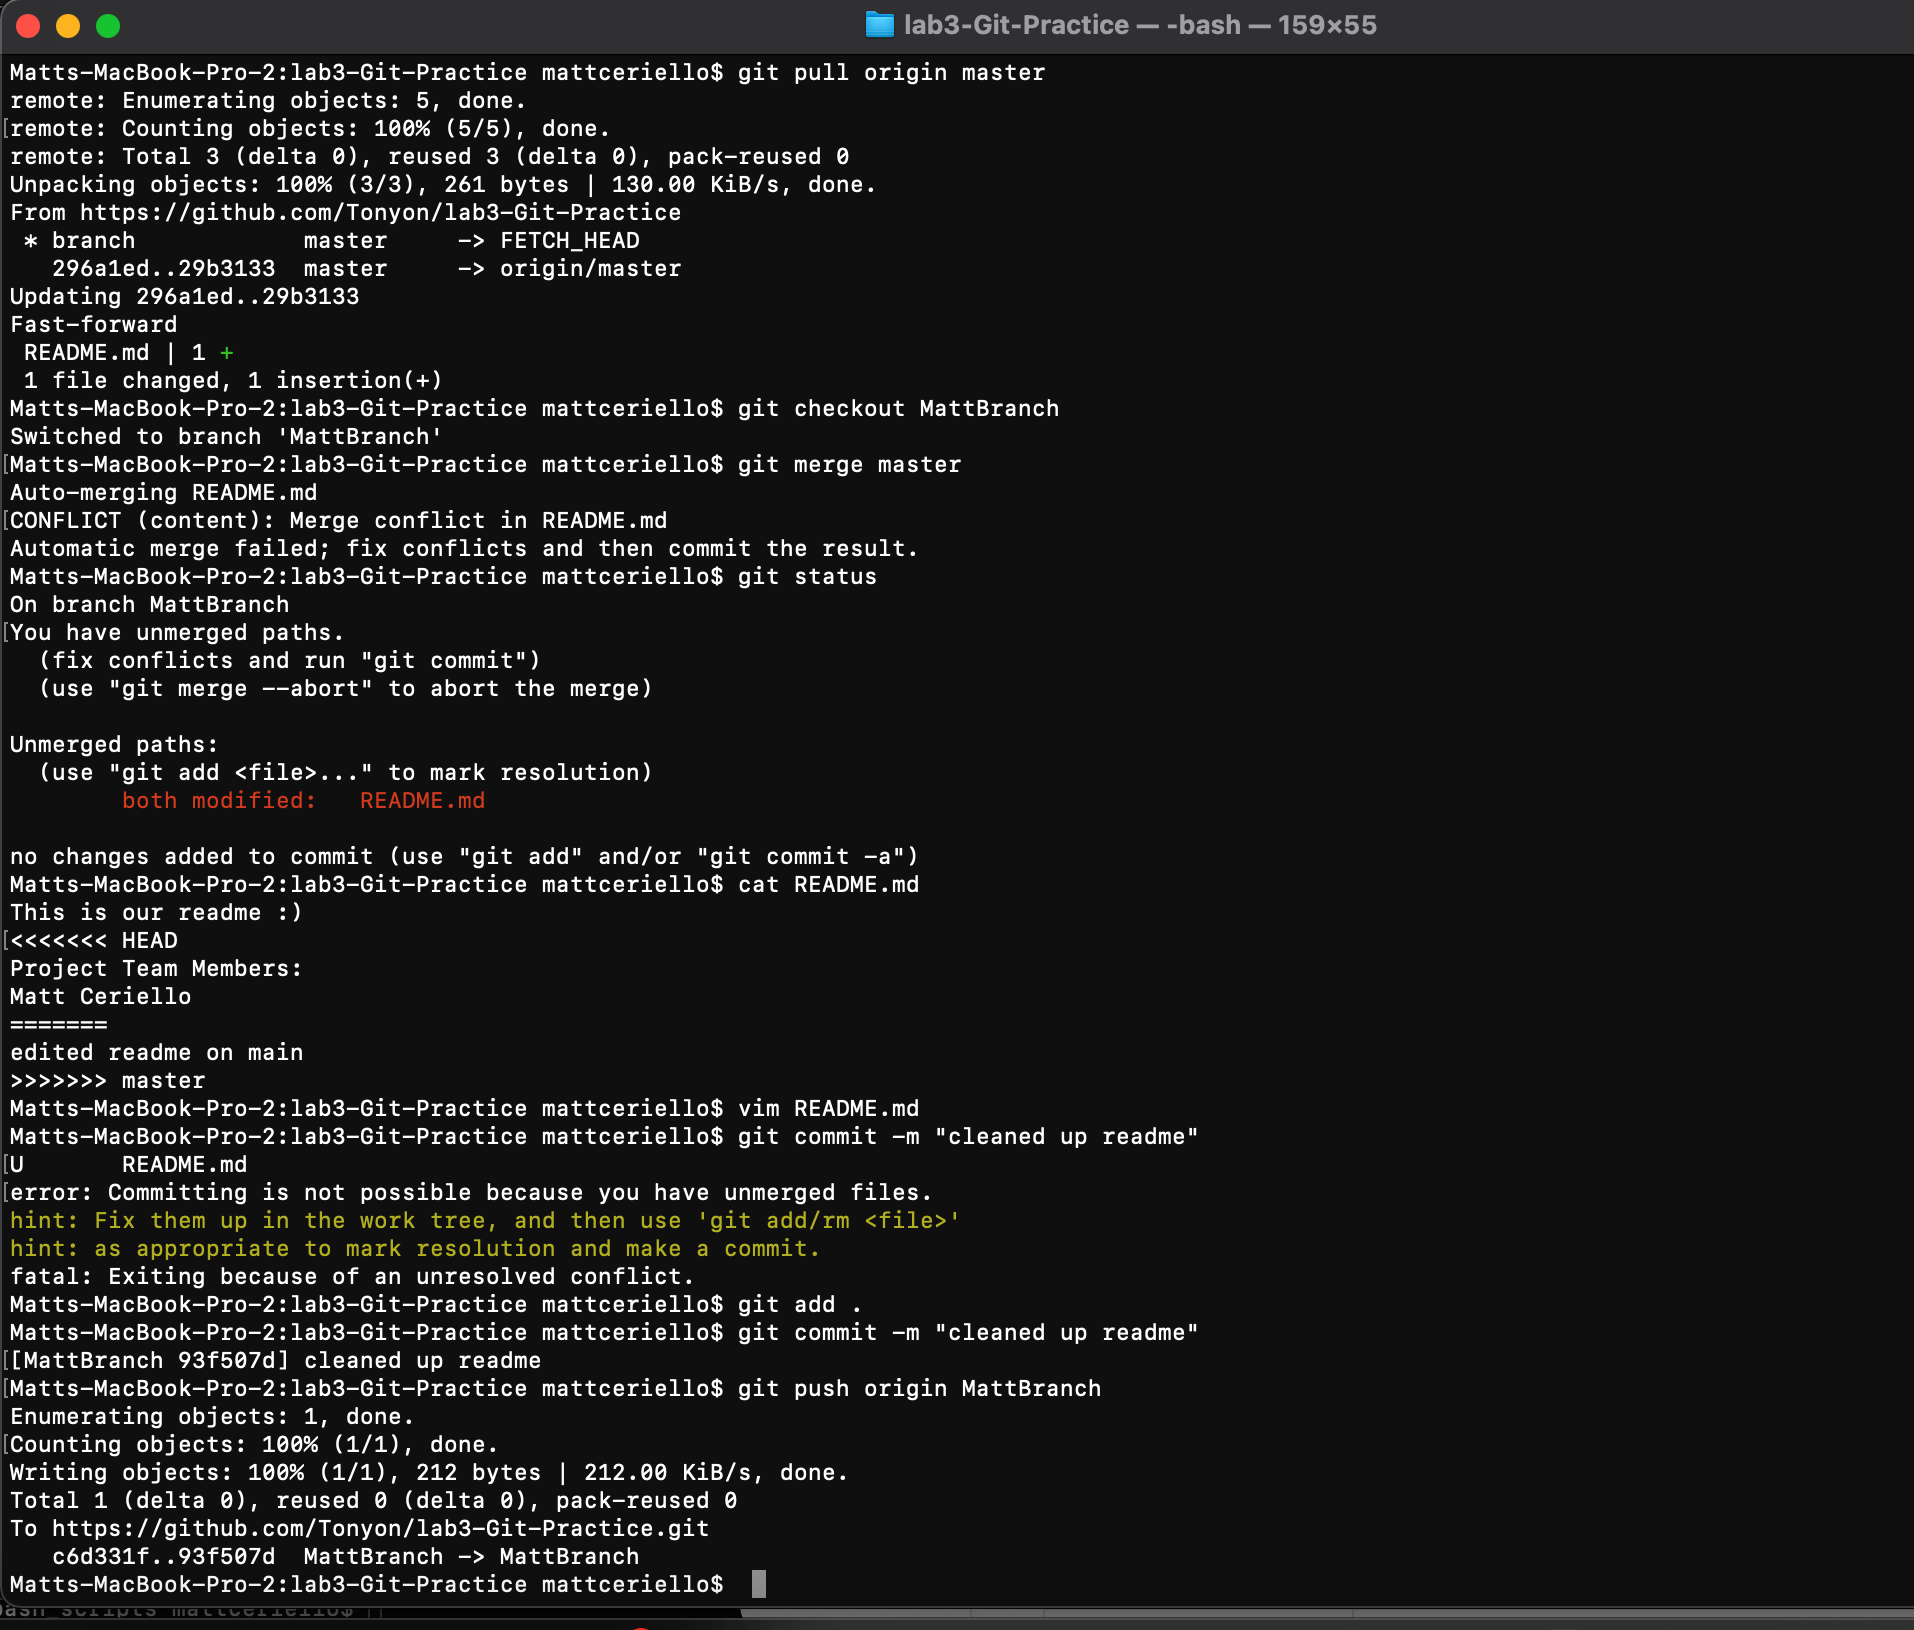 lab3-Git-Practice — -bash — 159×55
Matts-MacBook-Pro-2:lab3-Git-Practice mattceriello$ git pull origin master
remote: Enumerating objects: 5, done.
[remote: Counting objects: 100% (5/5), done.
remote: Total 3 (delta 0), reused 3 (delta 0), pack-reused 0
Unpacking objects: 100% (3/3), 261 bytes | 130.00 KiB/s, done.
From https://github.com/Tonyon/lab3-Git-Practice
 * branch            master     -> FETCH_HEAD
   296a1ed..29b3133  master     -> origin/master
Updating 296a1ed..29b3133
Fast-forward
 README.md | 1 +
 1 file changed, 1 insertion(+)
Matts-MacBook-Pro-2:lab3-Git-Practice mattceriello$ git checkout MattBranch
Switched to branch 'MattBranch'
[Matts-MacBook-Pro-2:lab3-Git-Practice mattceriello$ git merge master
Auto-merging README.md
[CONFLICT (content): Merge conflict in README.md
Automatic merge failed; fix conflicts and then commit the result.
Matts-MacBook-Pro-2:lab3-Git-Practice mattceriello$ git status
On branch MattBranch
[You have unmerged paths.
  (fix conflicts and run "git commit")
  (use "git merge --abort" to abort the merge)
Unmerged paths:
  (use "git add <file>..." to mark resolution)
        both modified:   README.md
no changes added to commit (use "git add" and/or "git commit -a")
Matts-MacBook-Pro-2:lab3-Git-Practice mattceriello$ cat README.md
This is our readme :)
[<<<<<<< HEAD
Project Team Members:
Matt Ceriello
=======
edited readme on main
>>>>>>> master
Matts-MacBook-Pro-2:lab3-Git-Practice mattceriello$ vim README.md
Matts-MacBook-Pro-2:lab3-Git-Practice mattceriello$ git commit -m "cleaned up readme"
[U       README.md
[error: Committing is not possible because you have unmerged files.
hint: Fix them up in the work tree, and then use 'git add/rm <file>'
hint: as appropriate to mark resolution and make a commit.
fatal: Exiting because of an unresolved conflict.
Matts-MacBook-Pro-2:lab3-Git-Practice mattceriello$ git add .
Matts-MacBook-Pro-2:lab3-Git-Practice mattceriello$ git commit -m "cleaned up readme"
[[MattBranch 93f507d] cleaned up readme
[Matts-MacBook-Pro-2:lab3-Git-Practice mattceriello$ git push origin MattBranch
Enumerating objects: 1, done.
[Counting objects: 100% (1/1), done.
Writing objects: 100% (1/1), 212 bytes | 212.00 KiB/s, done.
Total 1 (delta 0), reused 0 (delta 0), pack-reused 0
To https://github.com/Tonyon/lab3-Git-Practice.git
   c6d331f..93f507d  MattBranch -> MattBranch
Matts-MacBook-Pro-2:lab3-Git-Practice mattceriello$